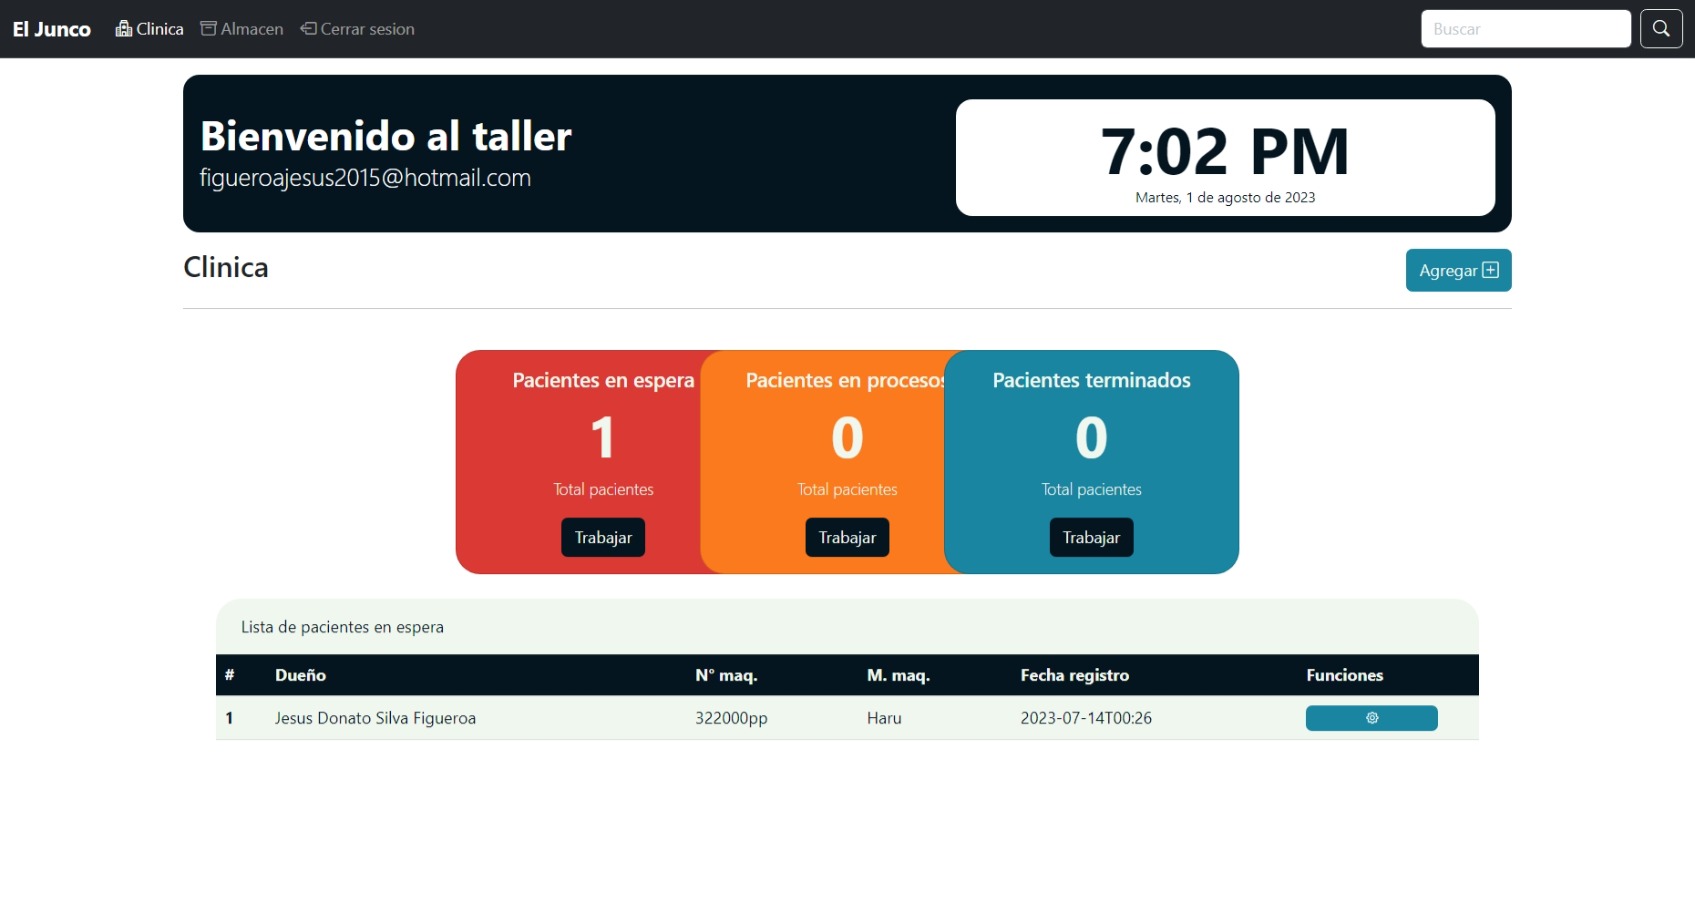 El Junco Clinica Almacen Cerrar sesion Buscar
Bienvenido al taller
figueroajesus2015@hotmail.com
7:02 PM
Martes, 1 de agosto de 2023
Clinica
Agregar
Pacientes en espera Pacientes en procesos Pacientes terminados
1 0 0
Total pacientes Total pacientes Total pacientes
Trabajar Trabajar Trabajar
Lista de pacientes en espera
# Dueño N° maq. M. maq. Fecha registro Funciones
1 Jesus Donato Silva Figueroa 322000pp Haru 2023-07-14T00:26